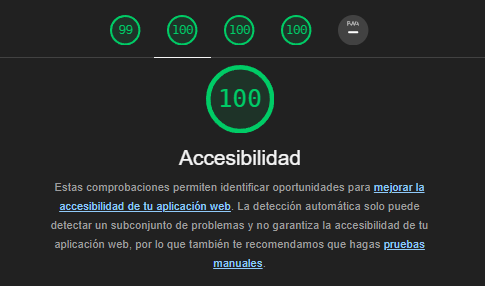 99 100 100 100 PWA
100
Accesibilidad
Estas comprobaciones permiten identificar oportunidades para mejorar la
accesibilidad de tu aplicación web. La detección automática solo puede
detectar un subconjunto de problemas y no garantiza la accesibilidad de tu
aplicación web, por lo que también te recomendamos que hagas pruebas
manuales.